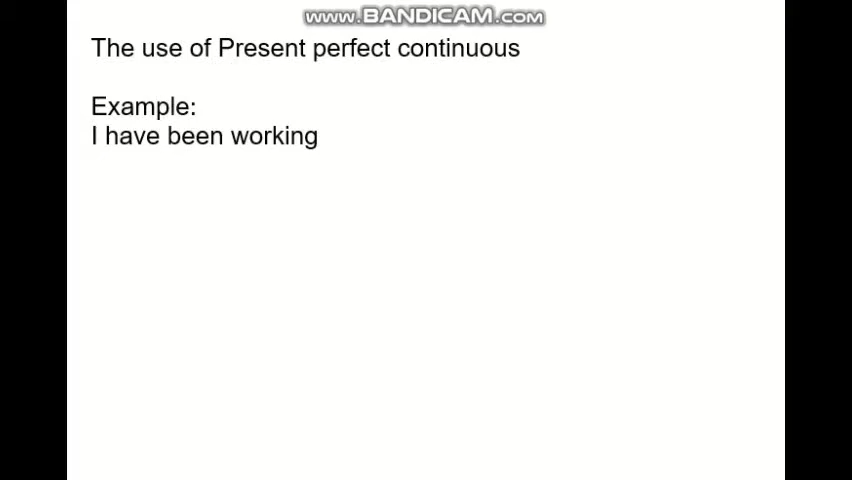 www.BANDICAM.com
The use of Present perfect continuous
Example:
I have been working